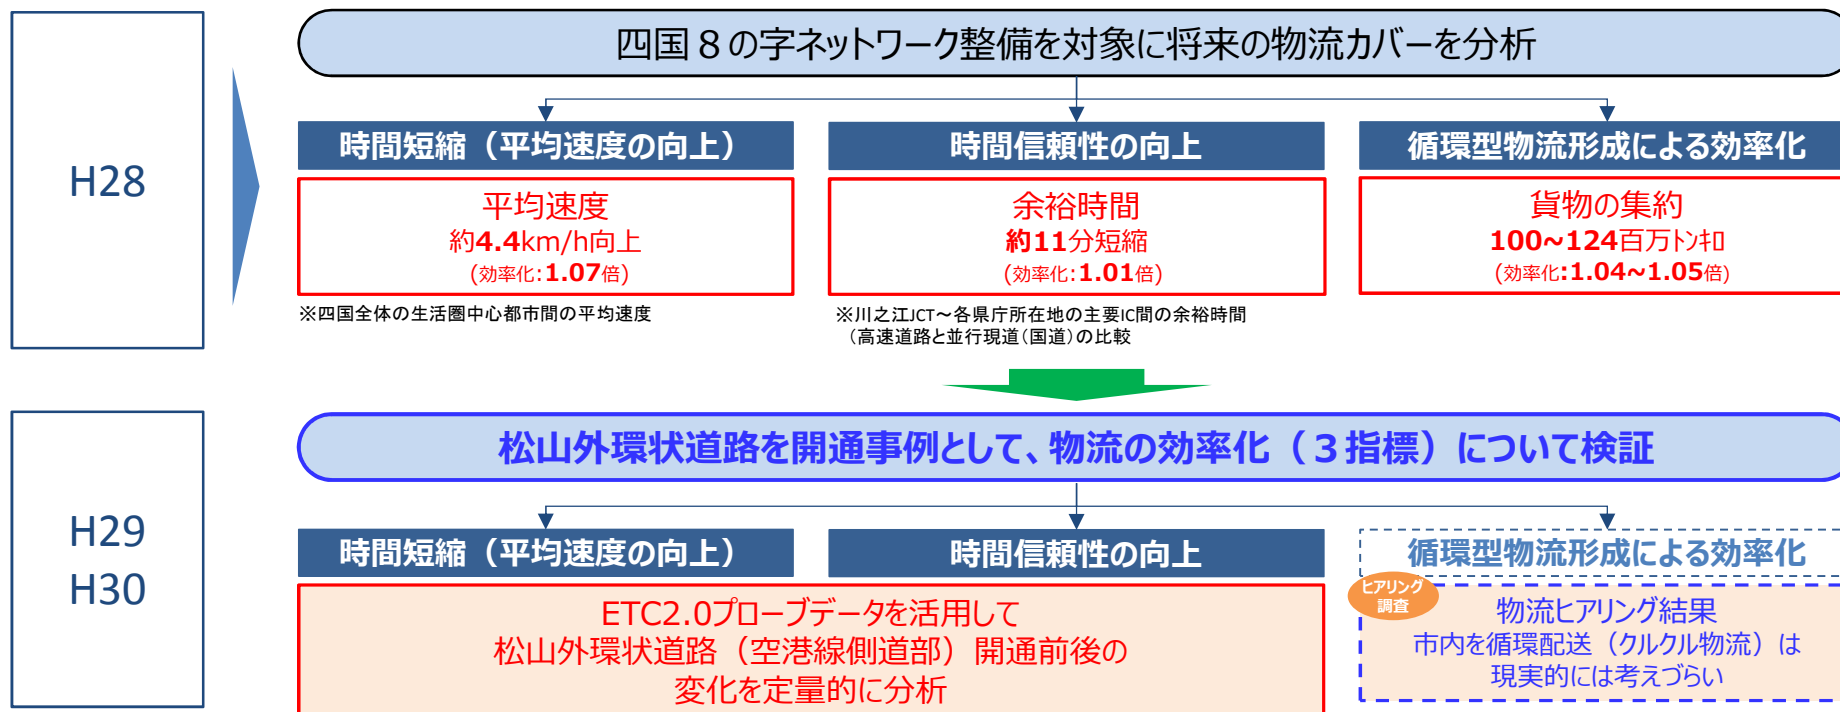 H28
四国８の字ネットワーク整備を対象に将来の物流カバーを分析
時間短縮（平均速度の向上）
平均速度
約4.4km/h向上
(効率化：1.07倍)
※四国全体の生活圏中心都市間の平均速度
時間信頼性の向上
余裕時間
約11分短縮
(効率化：1.01倍)
※川之江JCT～各県庁所在地の主要IC間の余裕時間
（高速道路と並行現道（国道）の比較
循環型物流形成による効率化
貨物の集約
100~124百万トンキロ
(効率化:1.04~1.05倍)
H29
H30
松山外環状道路を開通事例として、物流の効率化（３指標）について検証
時間短縮（平均速度の向上）
時間信頼性の向上
ETC2.0プローブデータを活用して
松山外環状道路（空港線側道部）開通前後の
変化を定量的に分析
循環型物流形成による効率化
ヒアリング
調査
物流ヒアリング結果
市内を循環配送（クルクル物流）は
現実的には考えづらい